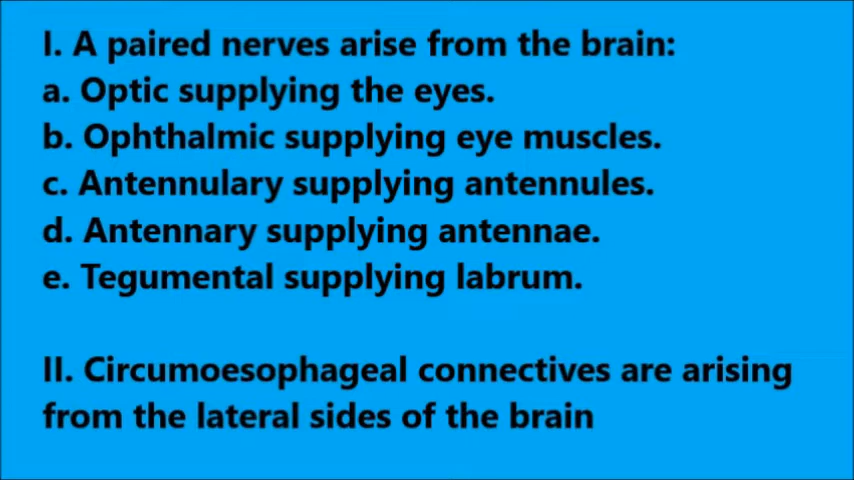 I. A paired nerves arise from the brain:
a. Optic supplying the eyes.
b. Ophthalmic supplying eye muscles.
c. Antennulary supplying antennules.
d. Antennary supplying antennae.
e. Tegumental supplying labrum.
II. Circumoesophageal connectives are arising
from the lateral sides of the brain